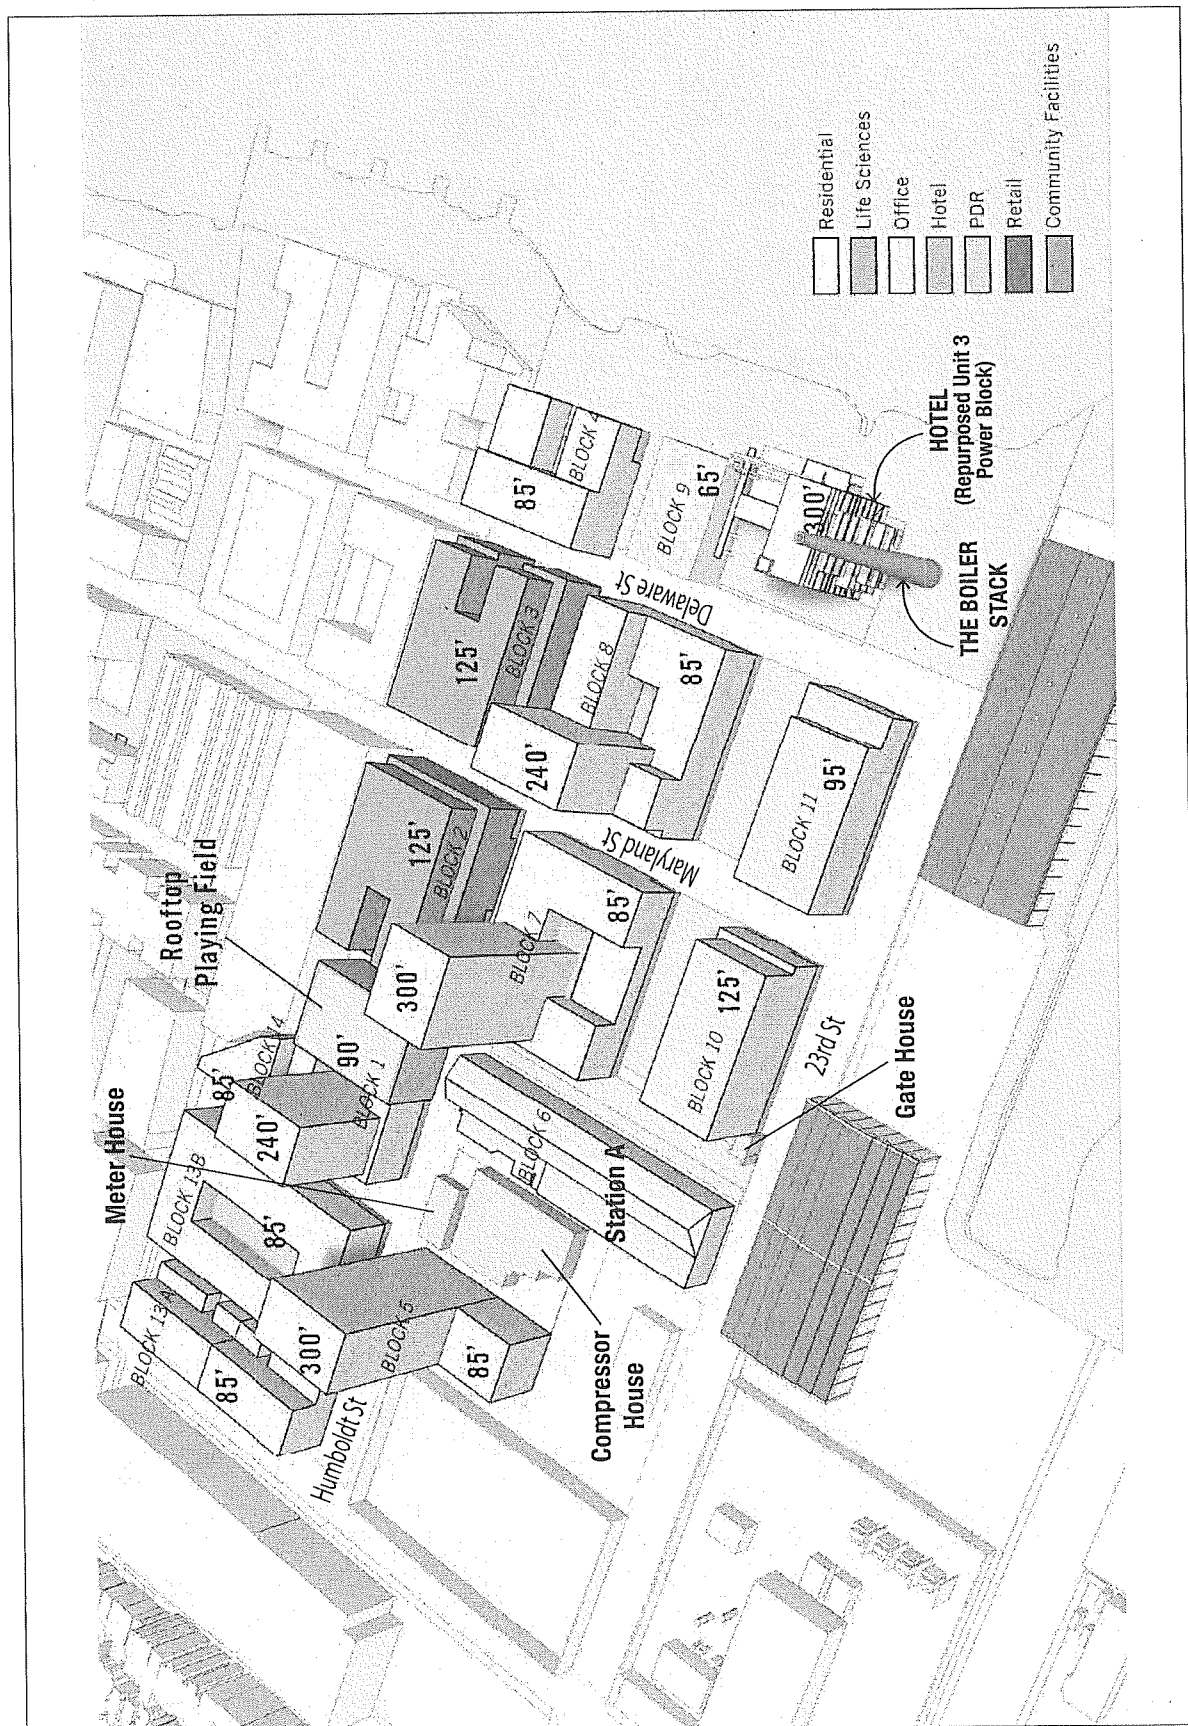 Rooftop
Playing Field
Meter House
BLOCK 13A
85'
BLOCK 13B
85'
300'
BLOCK 5
85'
Humboldt St
240'
85'
BLOCK 14
90'
BLOCK 1
300'
125'
BLOCK 2
BLOCK 7
85'
Maryland St
125'
BLOCK 3
240'
BLOCK 8
85'
Delaware St
85'
BLOCK 4
BLOCK 9
65'
300'
HOTEL
(Repurposed Unit 3
Power Block)
THE BOILER
STACK
95'
BLOCK 11
125'
BLOCK 10
23rd St
Gate House
BLOCK 6
Station A
Compressor
House
Residential
Life Sciences
Office
Hotel
PDR
Retail
Community Facilities